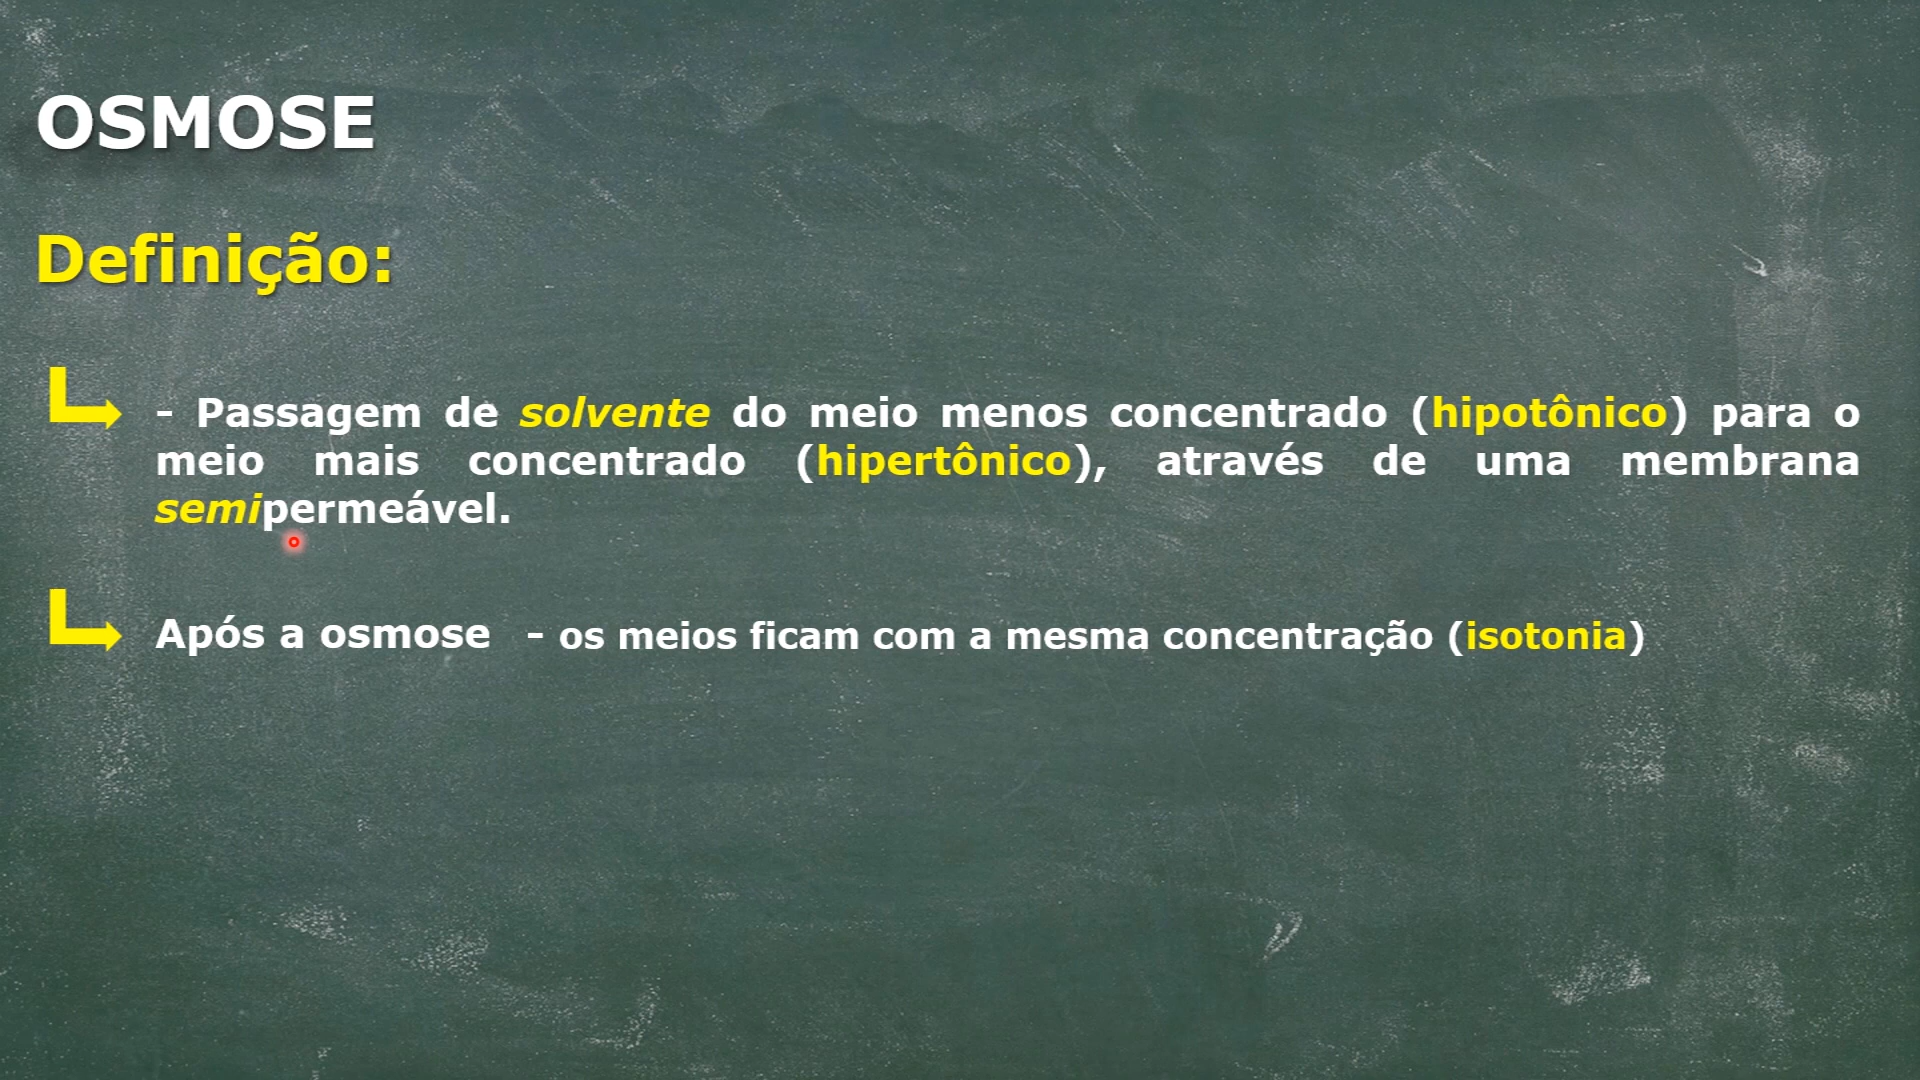 OSMOSE
Definição:
- Passagem de solvente do meio menos concentrado (hipotônico) para o
meio mais concentrado (hipertônico), através de uma membrana
semipermeável.
Após a osmose - os meios ficam com a mesma concentração (isotonia)